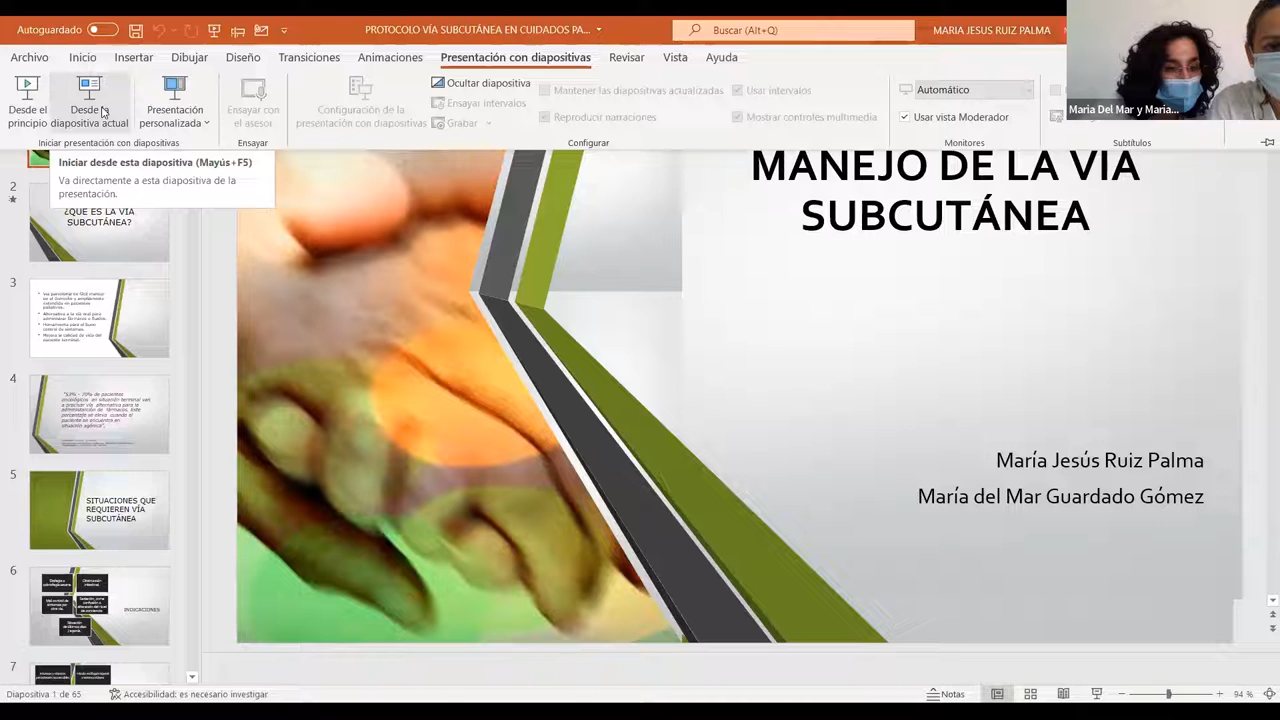 Autoguardado
PROTOCOLO VÍA SUBCUTÁNEA EN CUIDADOS PA...
Buscar (Alt+Q)
MARIA JESUS RUIZ PALMA
Archivo Inicio Insertar Dibujar Diseño Transiciones Animaciones Presentación con diapositivas Revisar Vista Ayuda
Desde el
principio
Desde la
diapositiva actual
Presentación
personalizada
Iniciar presentación con diapositivas
Ensayar con
el asesor
Ensayar
Configuración de la
presentación con diapositivas
Ocultar diapositiva
Ensayar intervalos
Grabar
Mantener las diapositivas actualizadas
Reproducir narraciones
Usar intervalos
Mostrar controles multimedia
Configurar
Automático
Usar vista Moderador
Monitores
Subtítulos
Maria Del Mar y Maria...
Iniciar desde esta diapositiva (Mayús+F5)
Va directamente a esta diapositiva de la
presentación.
2
¿QUÉ ES LA VÍA
SUBCUTÁNEA?
3
4
5
SITUACIONES QUE
REQUIEREN VÍA
SUBCUTÁNEA
6
INDICACIONES
7
MANEJO DE LA VIA
SUBCUTÁNEA
María Jesús Ruiz Palma
María del Mar Guardado Gómez
Diapositiva 1 de 65
Accesibilidad: es necesario investigar
Notas
94 %